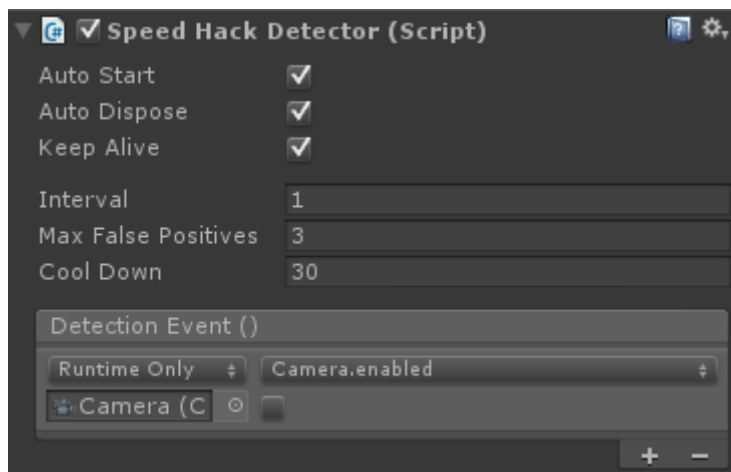 Speed Hack Detector (Script)
Auto Start
Auto Dispose
Keep Alive
Interval 1
Max False Positives 3
Cool Down 30
Detection Event ()
Runtime Only Camera.enabled
Camera (C